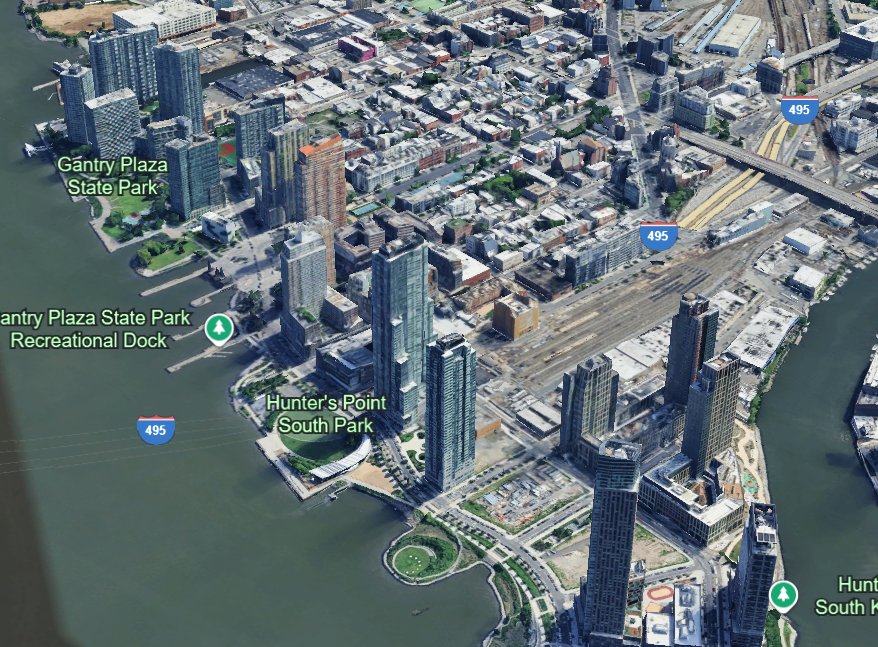 495
Gantry Plaza
State Park
495
antry Plaza State Park
Recreational Dock
Hunter's Point
South Park
495
Hunt
South K